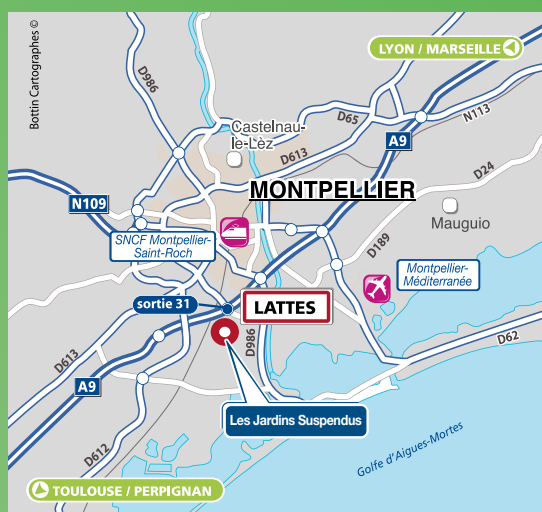 Bottin Cartographes ©
LYON / MARSEILLE
D986
D65
N113
Castelnau-
le-Lèz
D613
A9
D24
MONTPELLIER
N109
Mauguio
SNCF Montpellier-
Saint-Roch
D189
Montpellier-
Méditerranée
sortie 31
LATTES
D986
D62
D613
A9
Les Jardins Suspendus
D612
Golfe d'Aigues-Mortes
TOULOUSE / PERPIGNAN